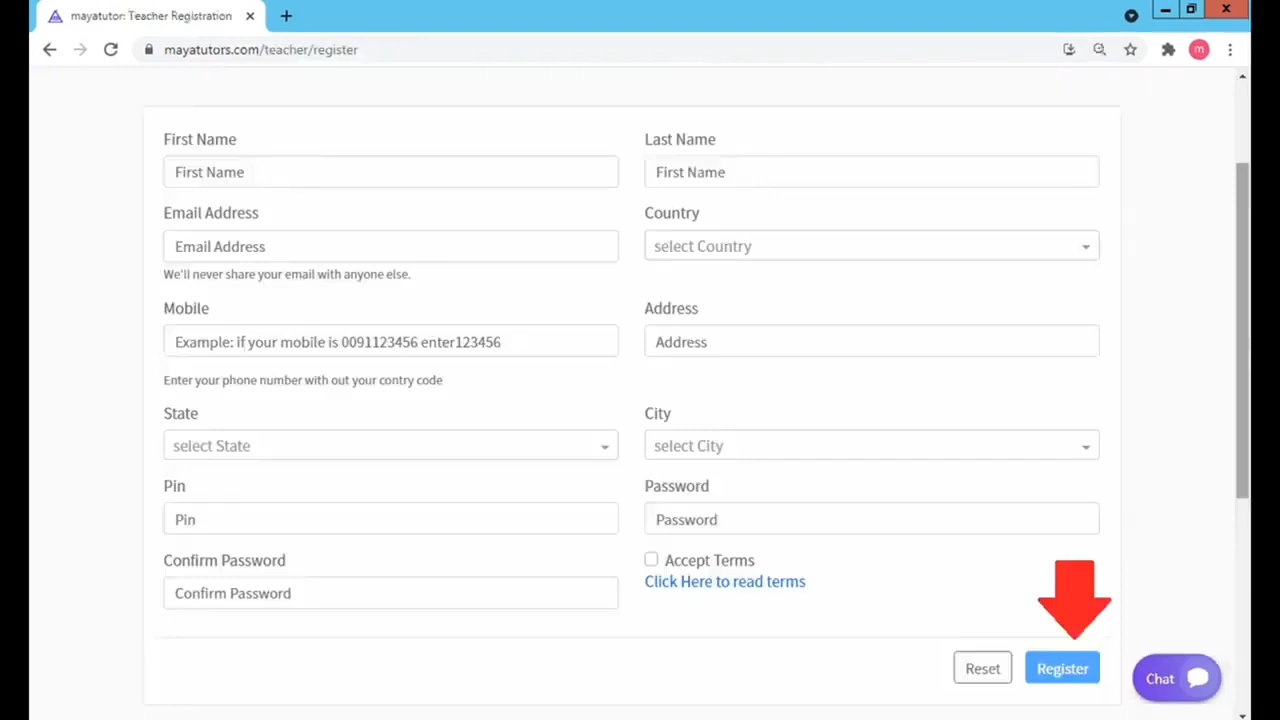 mayatutor: Teacher Registration
mayatutors.com/teacher/register
m
First Name
Last Name
First Name
First Name
Email Address
Country
Email Address
select Country
We'll never share your email with anyone else.
Mobile
Address
Example: if your mobile is 0091123456 enter123456
Address
Enter your phone number with out your contry code
State
City
select State
select City
Pin
Password
Pin
Password
Confirm Password
Accept Terms
Click Here to read terms
Confirm Password
Reset
Register
Chat